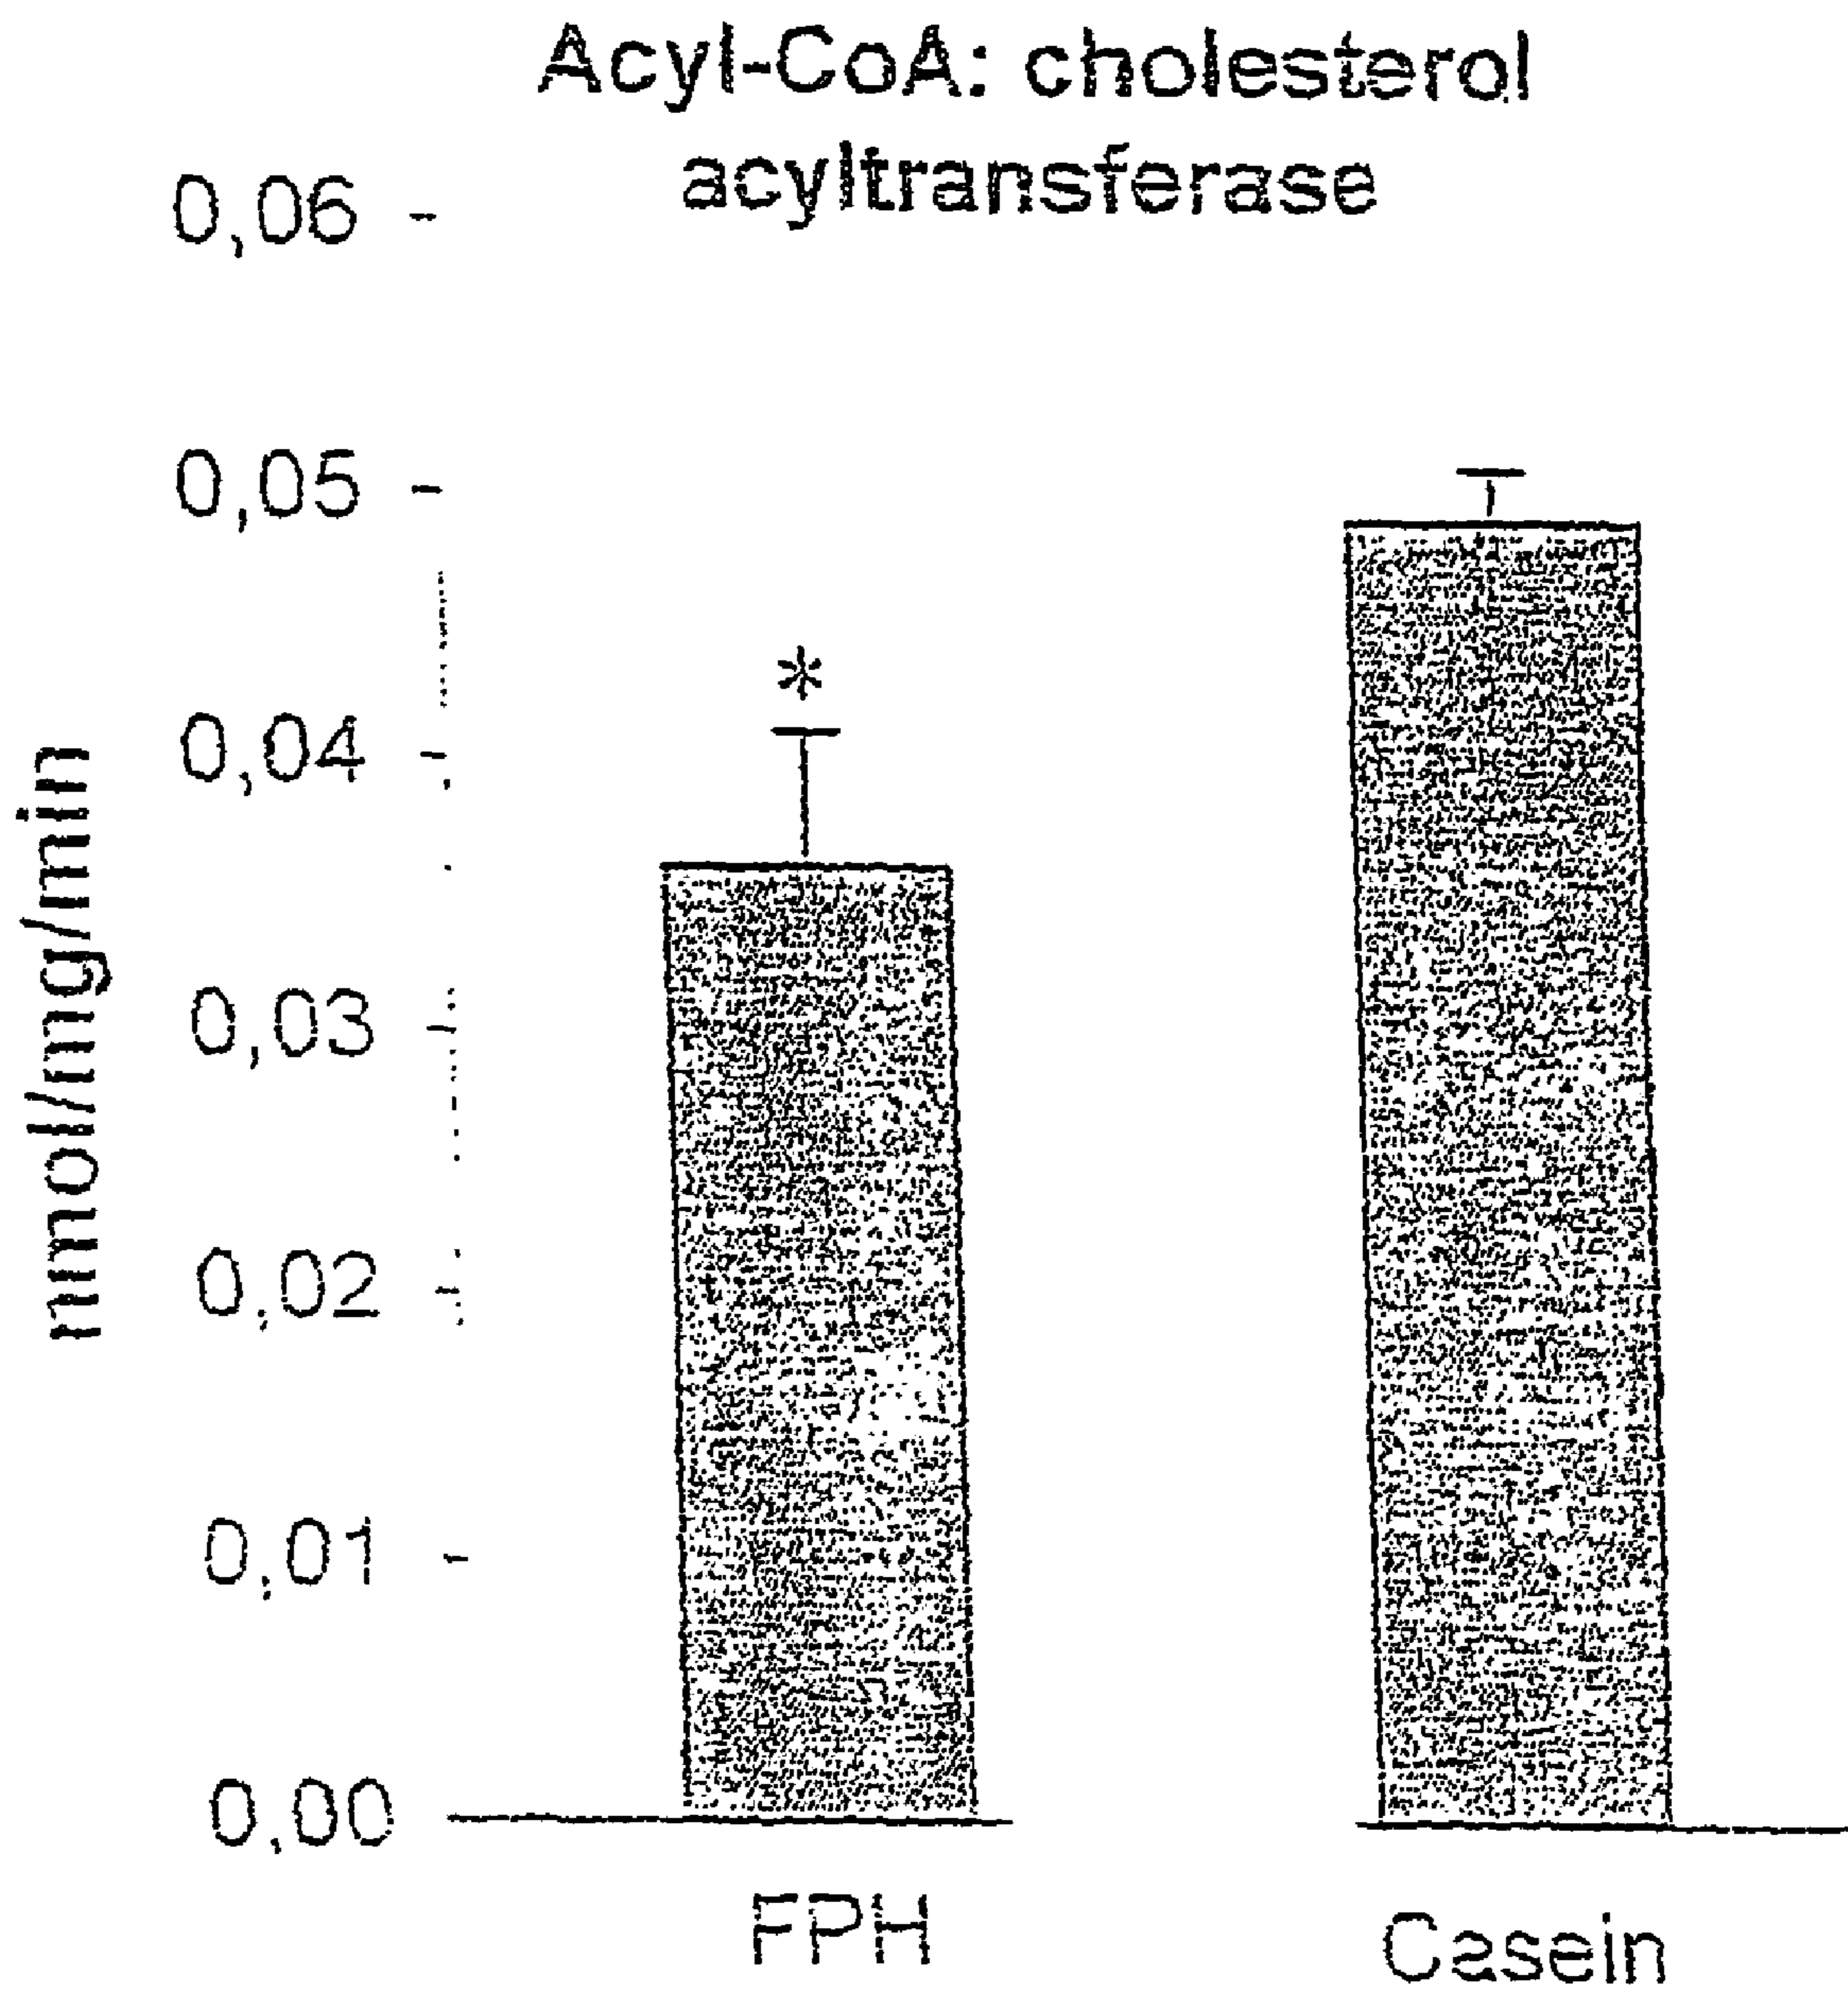 Acyl-CoA: cholesterol
acyltransferase
0,06
0,05
*
0,04
0,03
0,02
0,01
0,00
nmol/mg/min
FPH
Casein